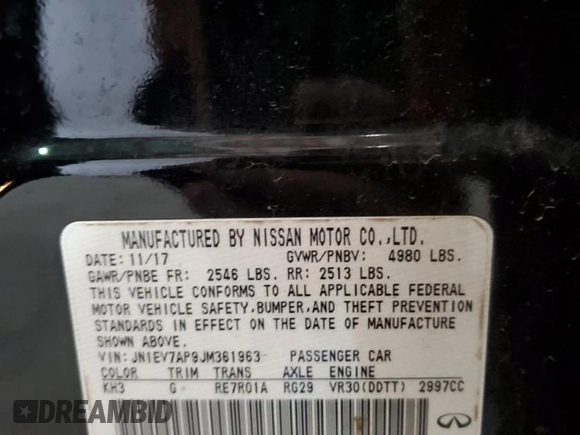 MANUFACTURED BY NISSAN MOTOR CO.,LTD.
DATE: 11/17 GVWR/PNBV: 4980 LBS.
GAWR/PNBE FR: 2546 LBS. RR: 2513 LBS.
THIS VEHICLE CONFORMS TO ALL APPLICABLE FEDERAL
MOTOR VEHICLE SAFETY,BUMPER,AND THEFT PREVENTION
STANDARDS IN EFFECT ON THE DATE OF MANUFACTURE
SHOWN ABOVE.
VIN: JN1EV7AP9JM361963 PASSENGER CAR
COLOR TRIM TRANS AXLE ENGINE
KH3 G RE7R01A RG29 VR30(DDTT) 2997CC
DREAMBID